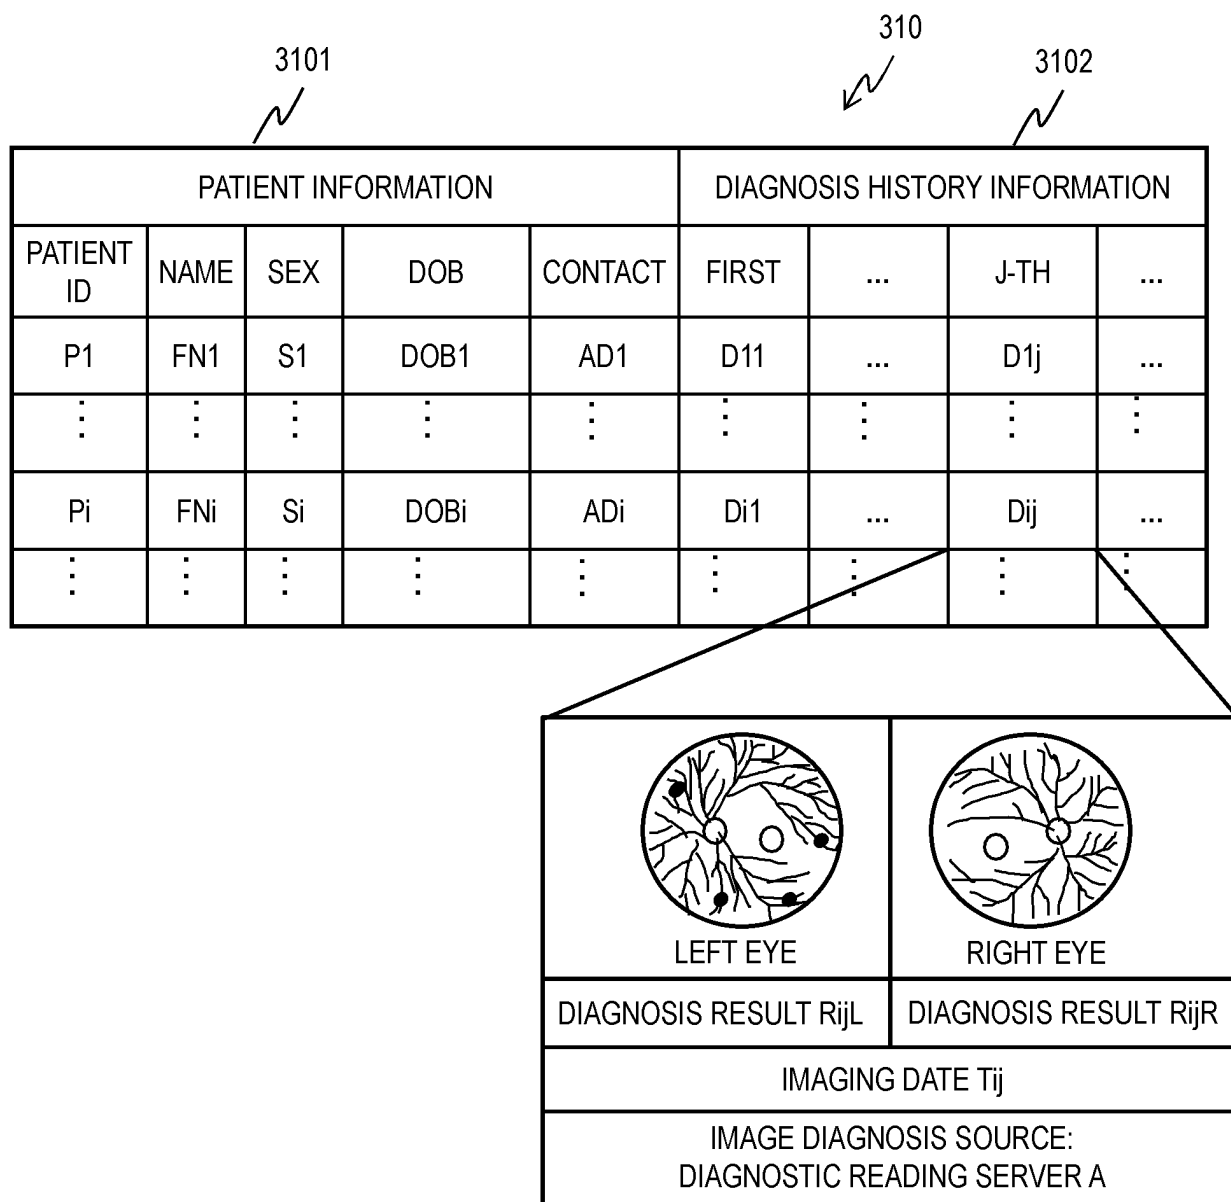 310
3101
3102
PATIENT INFORMATION DIAGNOSIS HISTORY INFORMATION
PATIENT ID NAME SEX DOB CONTACT FIRST ... J-TH ...
P1 FN1 S1 DOB1 AD1 D11 ... D1j ...
⋮ ⋮ ⋮ ⋮ ⋮ ⋮ ⋮ ⋮ ⋮
Pi FNi Si DOBi ADi Di1 ... Dij ...
⋮ ⋮ ⋮ ⋮ ⋮ ⋮ ⋮ ⋮ ⋮
LEFT EYE RIGHT EYE
DIAGNOSIS RESULT RijL DIAGNOSIS RESULT RijR
IMAGING DATE Tij
IMAGE DIAGNOSIS SOURCE:
DIAGNOSTIC READING SERVER A